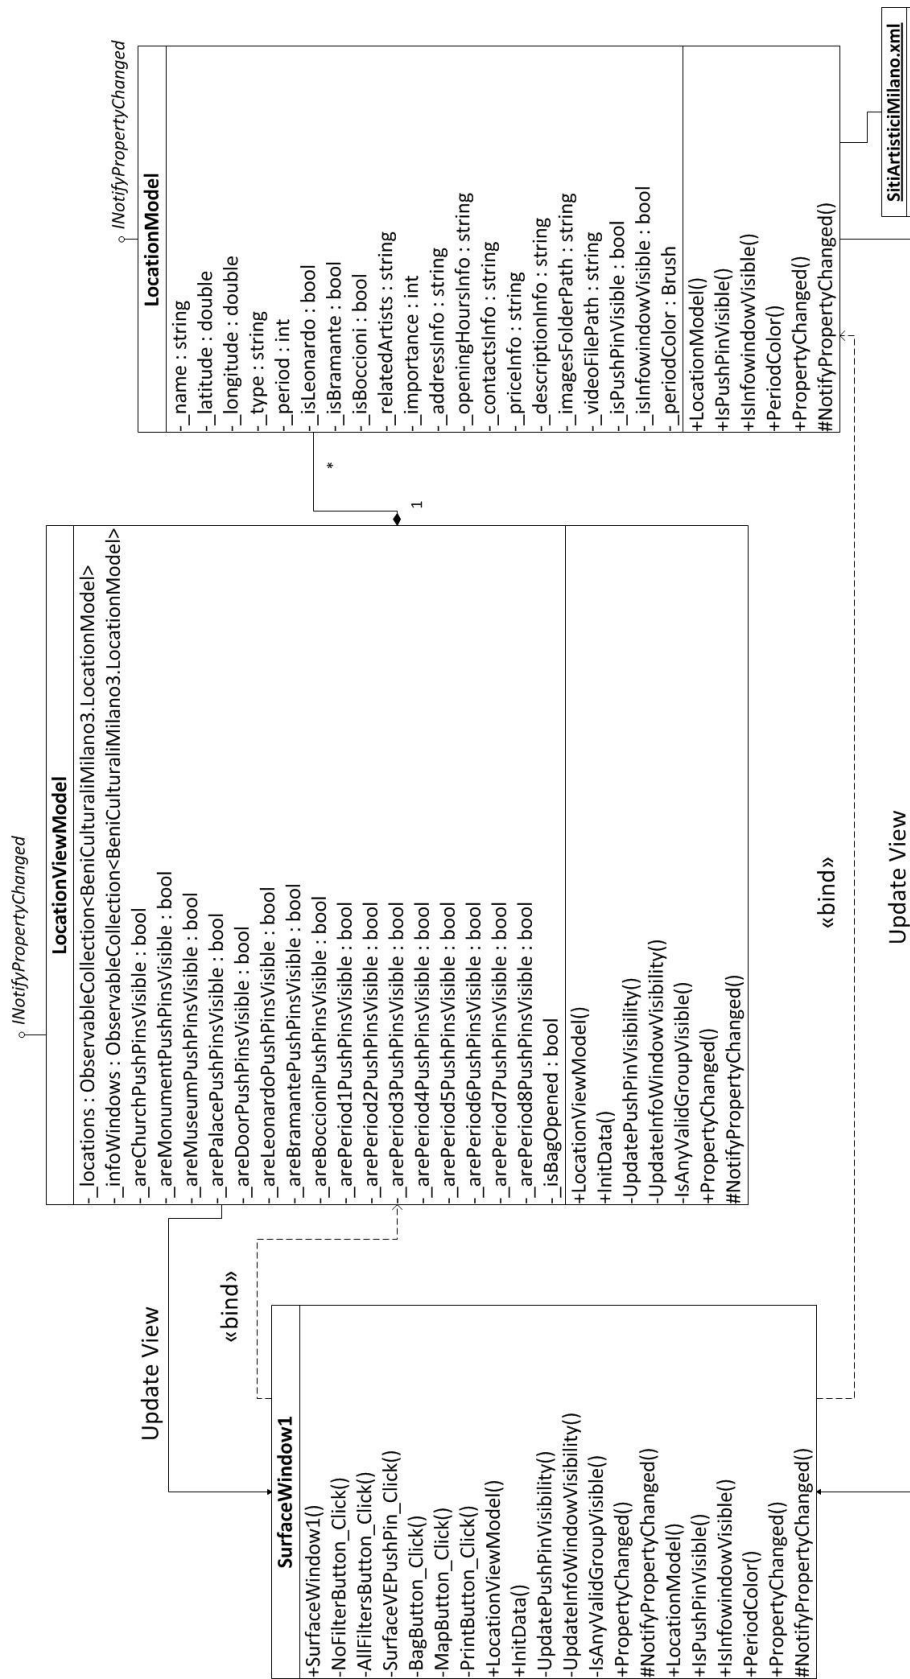 INotifyPropertyChanged
LocationModel
-_name : string
-_latitude : double
-_longitude : double
-_type : string
-_period : int
-_isLeonardo : bool
-_isBramante : bool
-_isBoccioni : bool
-_relatedArtists : string
-_importance : int
-_addressInfo : string
-_openingHoursInfo : string
-_contactsInfo : string
-_priceInfo : string
-_descriptionInfo : string
-_imagesFolderPath : string
-_videoFilePath : string
-_isPushPinVisible : bool
-_isInfowindowVisible : bool
-_periodColor : Brush
+LocationModel()
+IsPushPinVisible()
+IsInfowindowVisible()
+PeriodColor()
+PropertyChanged()
#NotifyPropertyChanged()
SitiArtisticiMilano.xml
*
1
INotifyPropertyChanged
LocationViewModel
-_locations : ObservableCollection<BeniCulturaliMilano3.LocationModel>
-_infoWindows : ObservableCollection<BeniCulturaliMilano3.LocationModel>
-_areChurchPushPinsVisible : bool
-_areMonumentPushPinsVisible : bool
-_areMuseumPushPinsVisible : bool
-_arePalacePushPinsVisible : bool
-_areDoorPushPinsVisible : bool
-_areLeonardoPushPinsVisible : bool
-_areBramantePushPinsVisible : bool
-_areBoccioniPushPinsVisible : bool
-_arePeriod1PushPinsVisible : bool
-_arePeriod2PushPinsVisible : bool
-_arePeriod3PushPinsVisible : bool
-_arePeriod4PushPinsVisible : bool
-_arePeriod5PushPinsVisible : bool
-_arePeriod6PushPinsVisible : bool
-_arePeriod7PushPinsVisible : bool
-_arePeriod8PushPinsVisible : bool
-_isBagOpened : bool
+LocationViewModel()
+InitData()
-UpdatePushPinVisibility()
-UpdateInfoWindowVisibility()
-IsAnyValidGroupVisible()
+PropertyChanged()
#NotifyPropertyChanged()
«bind»
Update View
Update View
«bind»
SurfaceWindow1
+SurfaceWindow1()
-NoFilterButton_Click()
-AllFiltersButton_Click()
-SurfaceVEPushPin_Click()
-BagButton_Click()
-MapButton_Click()
-PrintButton_Click()
+LocationViewModel()
+InitData()
-UpdatePushPinVisibility()
-UpdateInfoWindowVisibility()
-IsAnyValidGroupVisible()
+PropertyChanged()
#NotifyPropertyChanged()
+LocationModel()
+IsPushPinVisible()
+IsInfowindowVisible()
+PeriodColor()
+PropertyChanged()
#NotifyPropertyChanged()